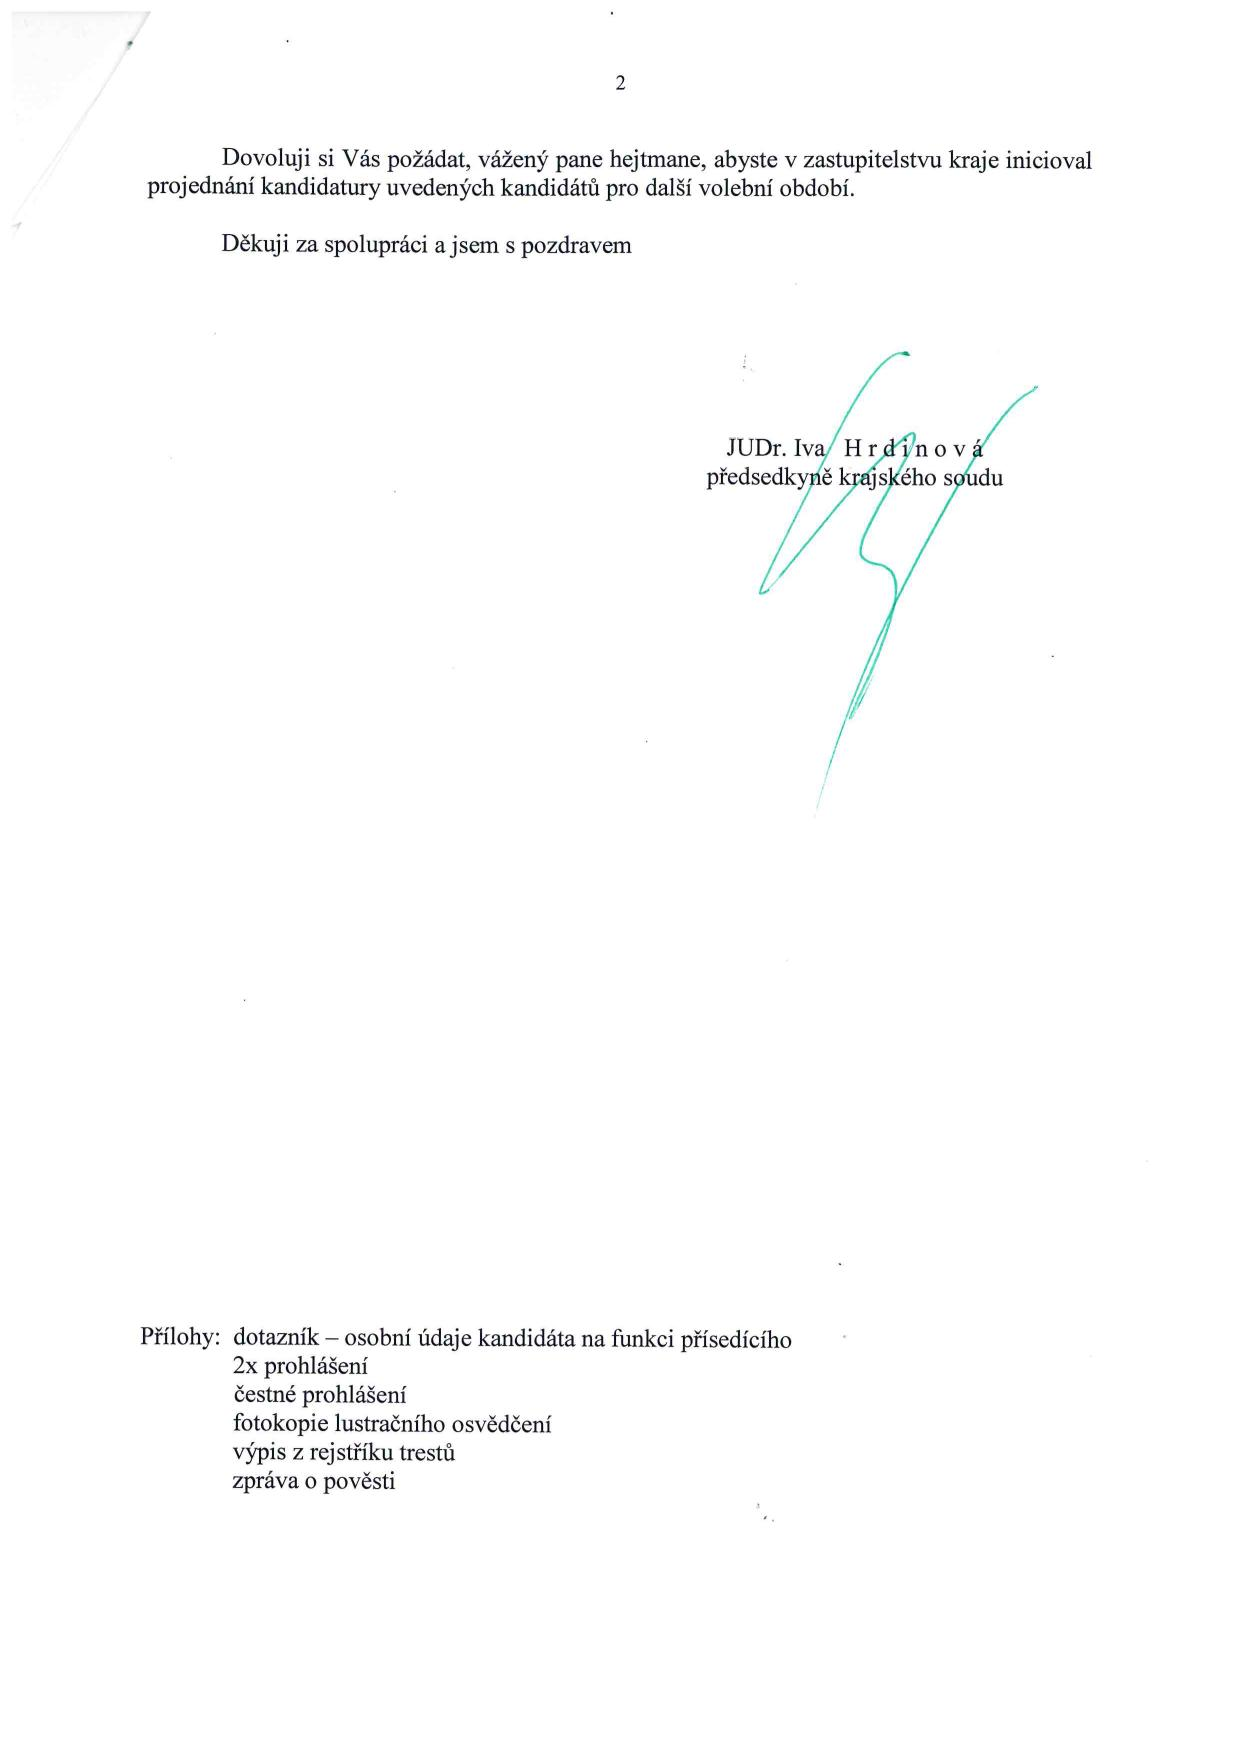 2
Dovoluji si Vás požádat, vážený pane hejtmane, abyste v zastupitelstvu kraje inicioval
projednání kandidatury uvedených kandidátů pro další volební období.
Děkuji za spolupráci a jsem s pozdravem
JUDr. Iva H r d i n o v á
předsedkyně krajského soudu
Přílohy: dotazník – osobní údaje kandidáta na funkci přísedícího
2x prohlášení
čestné prohlášení
fotokopie lustračního osvědčení
výpis z rejstříku trestů
zpráva o pověsti